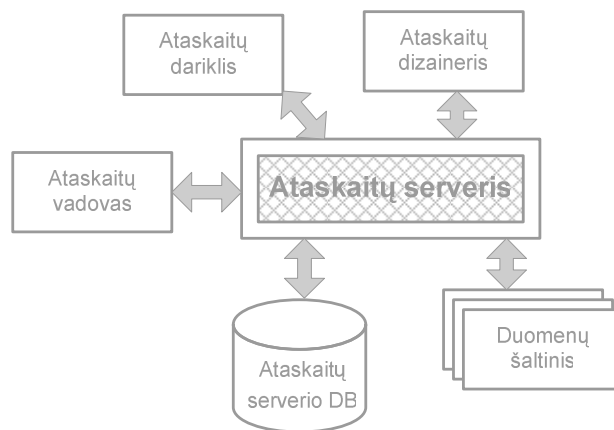 Ataskaitų
dariklis
Ataskaitų
dizaineris
Ataskaitų
vadovas
Ataskaitų serveris
Ataskaitų
serverio DB
Duomenų
šaltinis